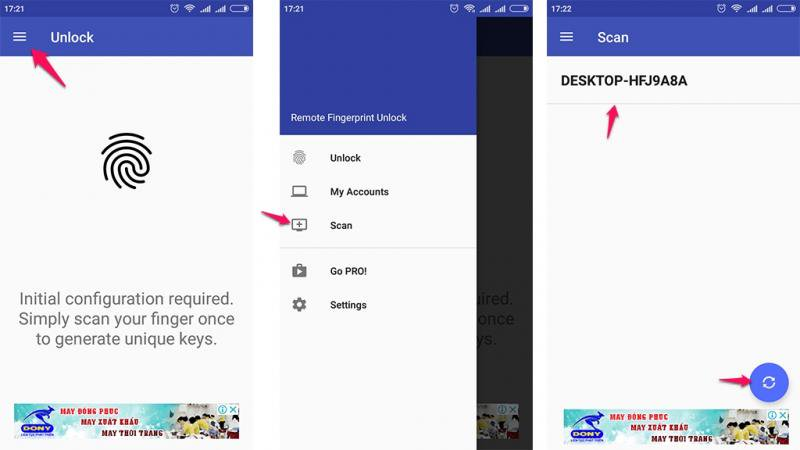 17:21
Unlock
Initial configuration required.
Simply scan your finger once
to generate unique keys.
MAY ĐỒNG PHỤC
MAY XUẤT KHẨU
MAY THỜI TRANG
DONY
17:21
Remote Fingerprint Unlock
Unlock
My Accounts
Scan
Go PRO!
Settings
uired.
once
s.
17:22
Scan
DESKTOP-HFJ9A8A
MAY ĐỒNG PHỤC
MAY XUẤT KHẨU
MAY THỜI TRANG
DONY